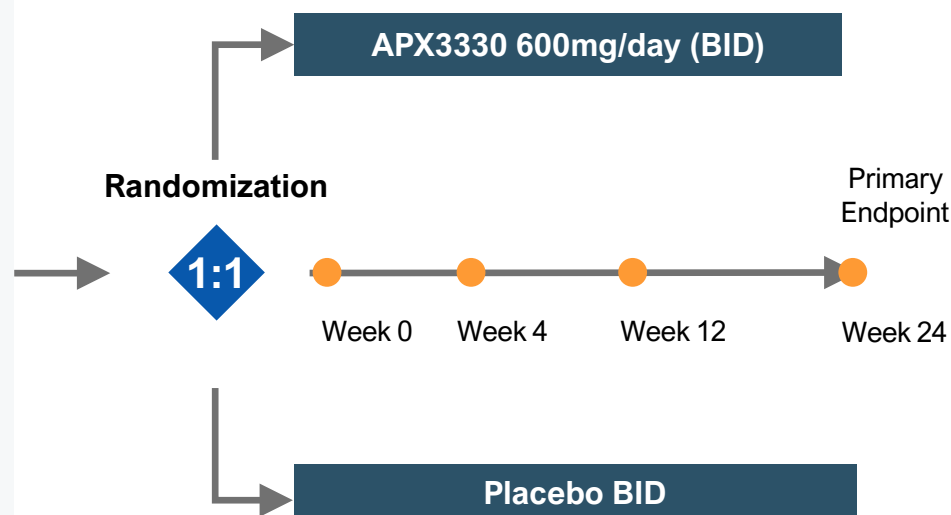 APX3330 600mg/day (BID)
Randomization
Primary
Endpoint
1:1
Week 0
Week 4
Week 12
Week 24
Placebo BID